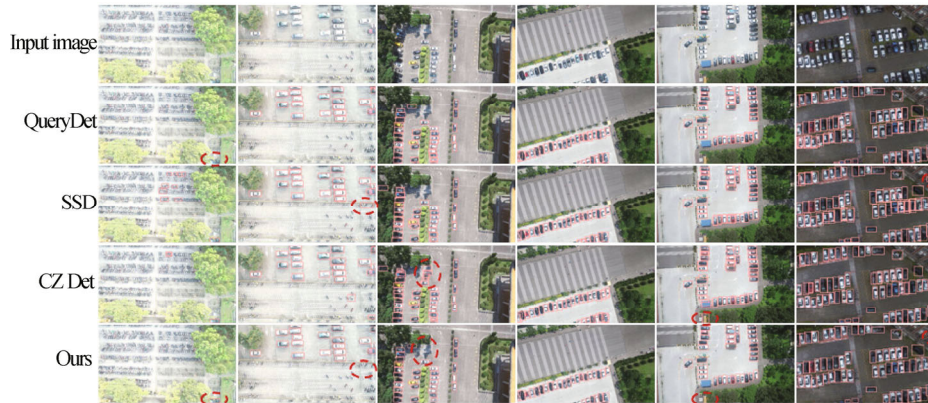 Input image
QueryDet
SSD
CZ Det
Ours